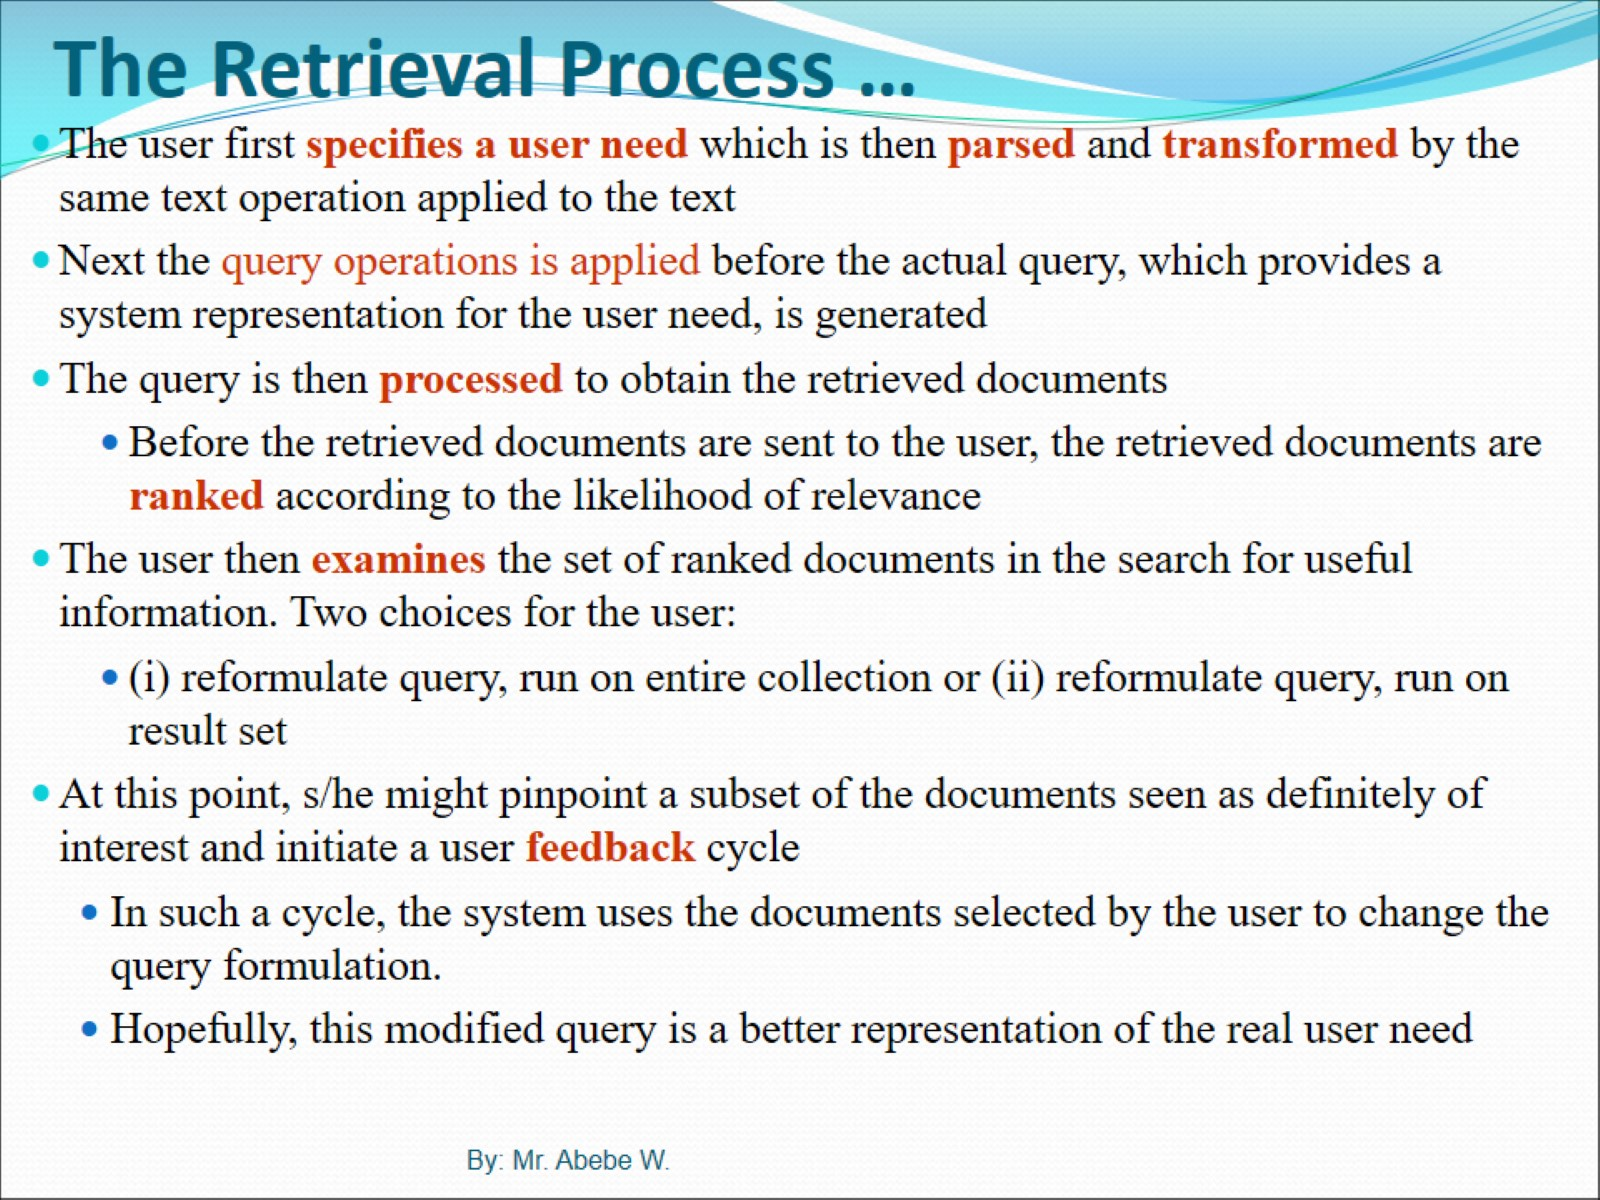 The Retrieval Process ...
• The user first specifies a user need which is then parsed and transformed by the
same text operation applied to the text
• Next the query operations is applied before the actual query, which provides a
system representation for the user need, is generated
• The query is then processed to obtain the retrieved documents
• Before the retrieved documents are sent to the user, the retrieved documents are
ranked according to the likelihood of relevance
• The user then examines the set of ranked documents in the search for useful
information. Two choices for the user:
• (i) reformulate query, run on entire collection or (ii) reformulate query, run on
result set
• At this point, s/he might pinpoint a subset of the documents seen as definitely of
interest and initiate a user feedback cycle
• In such a cycle, the system uses the documents selected by the user to change the
query formulation.
• Hopefully, this modified query is a better representation of the real user need
By: Mr. Abebe W.